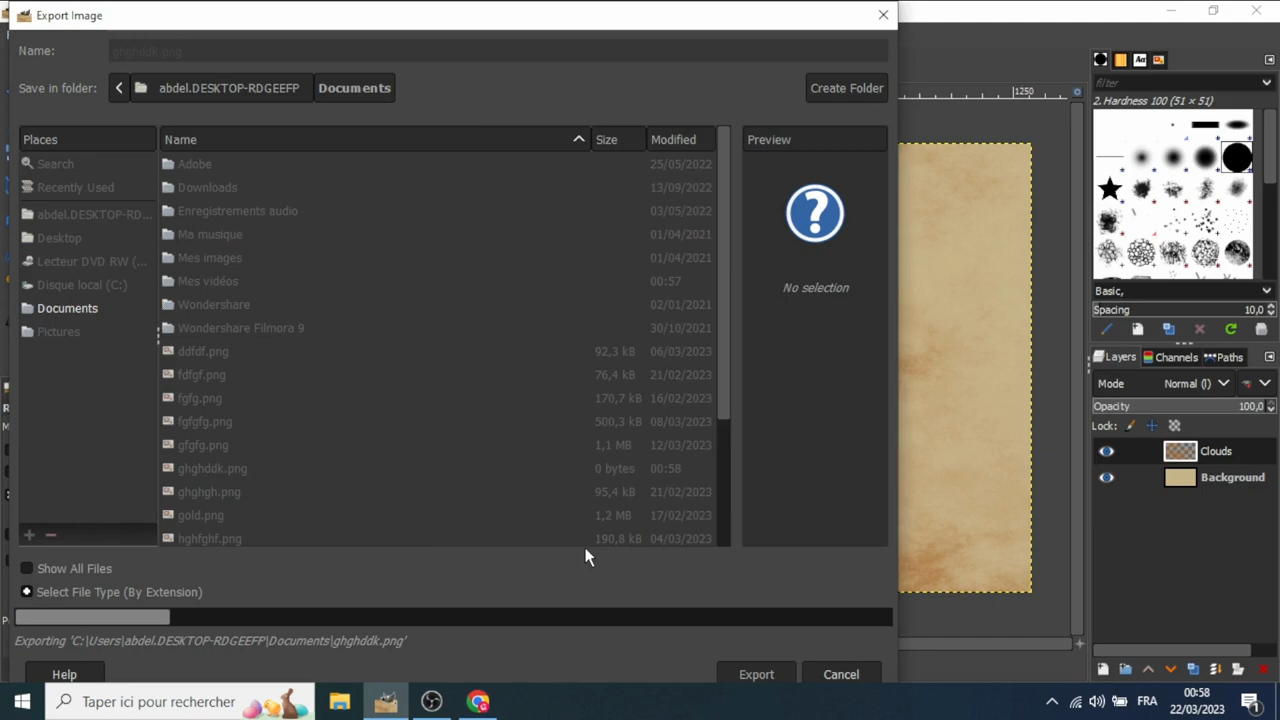 Export Image
Name: ghghddk.png
Save in folder: abdel.DESKTOP-RDGEEFP Documents Create Folder
Places Name Size Modified Preview
Search Adobe 25/05/2022
Recently Used Downloads 13/09/2022
abdel.DESKTOP-RD... Enregistrements audio 03/05/2022
Desktop Ma musique 01/04/2021
Lecteur DVD RW (... Mes images 01/04/2021
Disque local (C:) Mes vidéos 00:57
Documents Wondershare 02/01/2021
Pictures Wondershare Filmora 9 30/10/2021
ddfdf.png 92,3 kB 06/03/2023
fdfgf.png 76,4 kB 21/02/2023
fgfg.png 170,7 kB 16/02/2023
fgfgfg.png 500,3 kB 08/03/2023
gfgfg.png 1,1 MB 12/03/2023
ghghddk.png 0 bytes 00:58
ghghgh.png 95,4 kB 21/02/2023
gold.png 1,2 MB 17/02/2023
hghfghf.png 190,8 kB 04/03/2023
No selection
Show All Files
Select File Type (By Extension)
Exporting 'C:\Users\abdel.DESKTOP-RDGEEFP\Documents\ghghddk.png'
Help Export Cancel
1250
filter
2. Hardness 100 (51 × 51)
Basic,
Spacing 10,0
Layers Channels Paths
Mode Normal (l)
Opacity 100,0
Lock:
Clouds
Background
Taper ici pour rechercher
FRA
00:58
22/03/2023
1